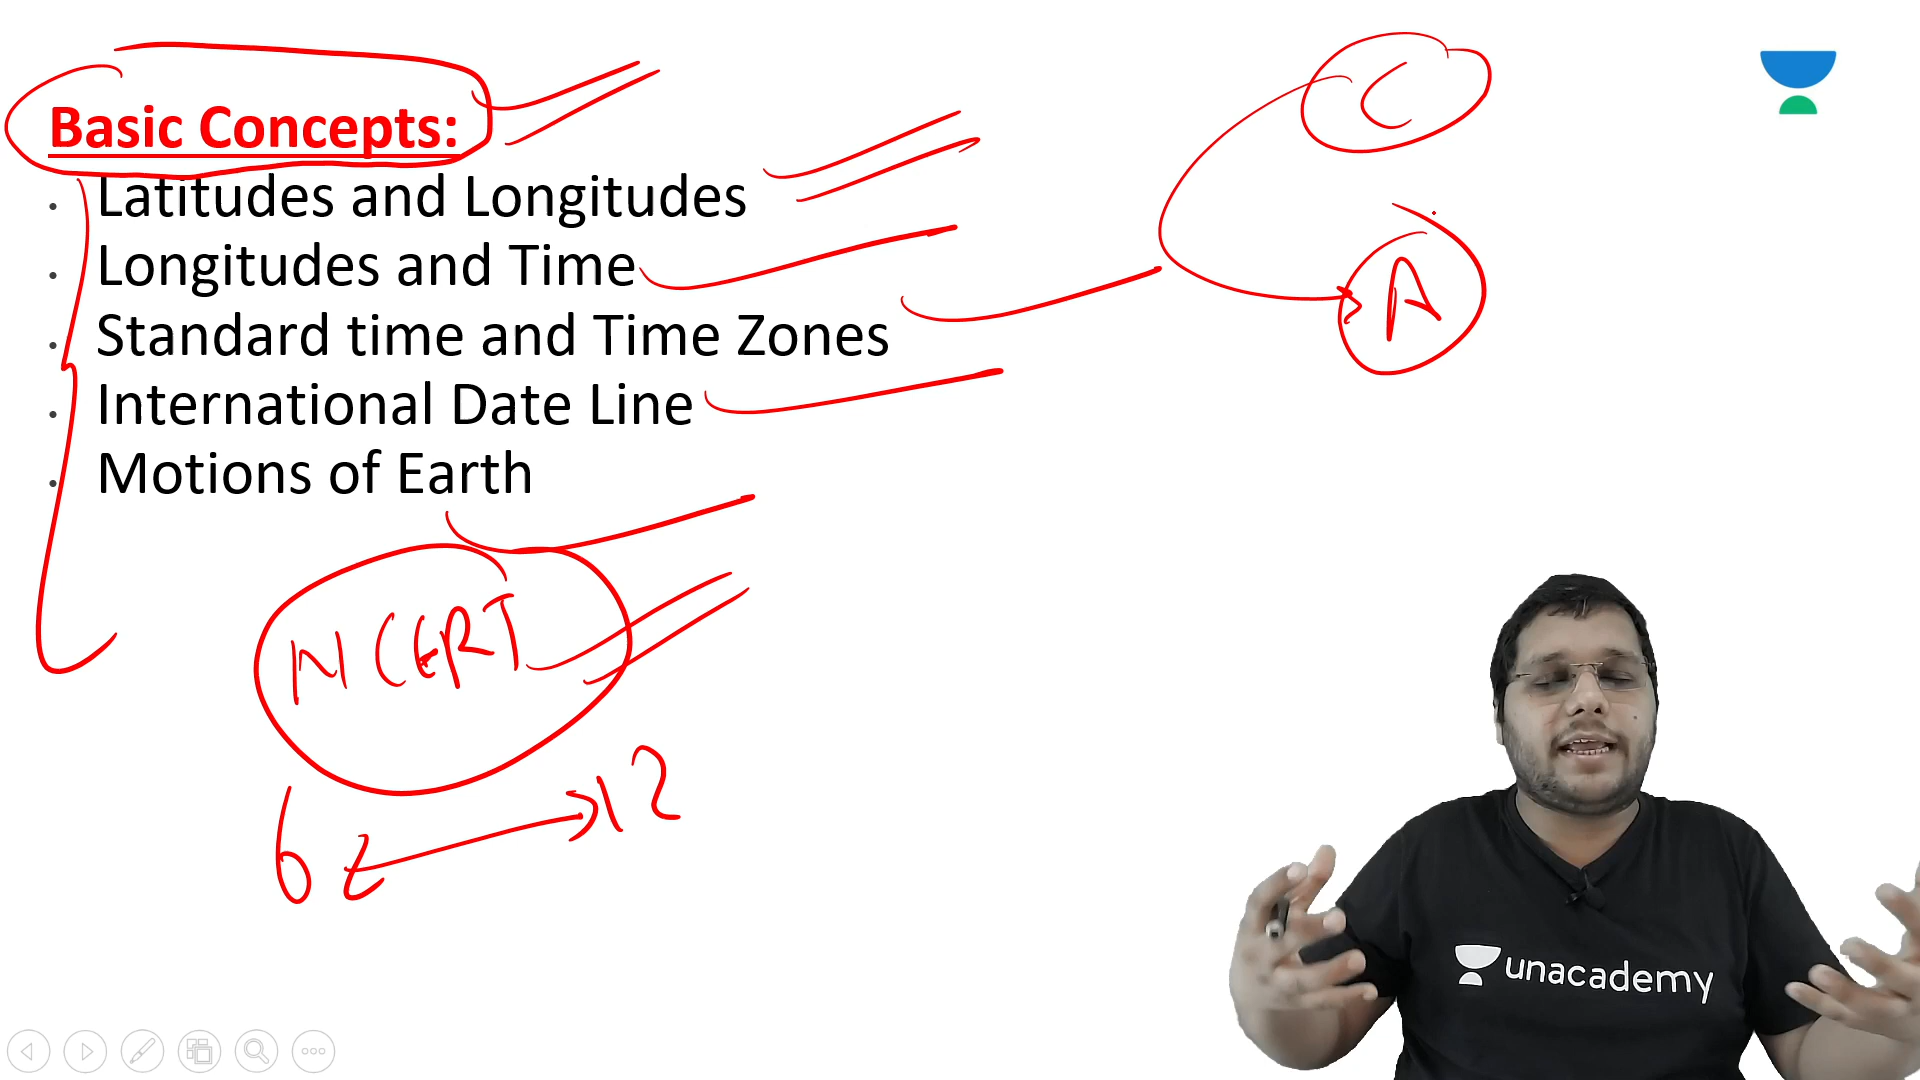 Basic Concepts:
Latitudes and Longitudes
Longitudes and Time
Standard time and Time Zones
International Date Line
Motions of Earth
C
A
NCERT
6 12
unacademy